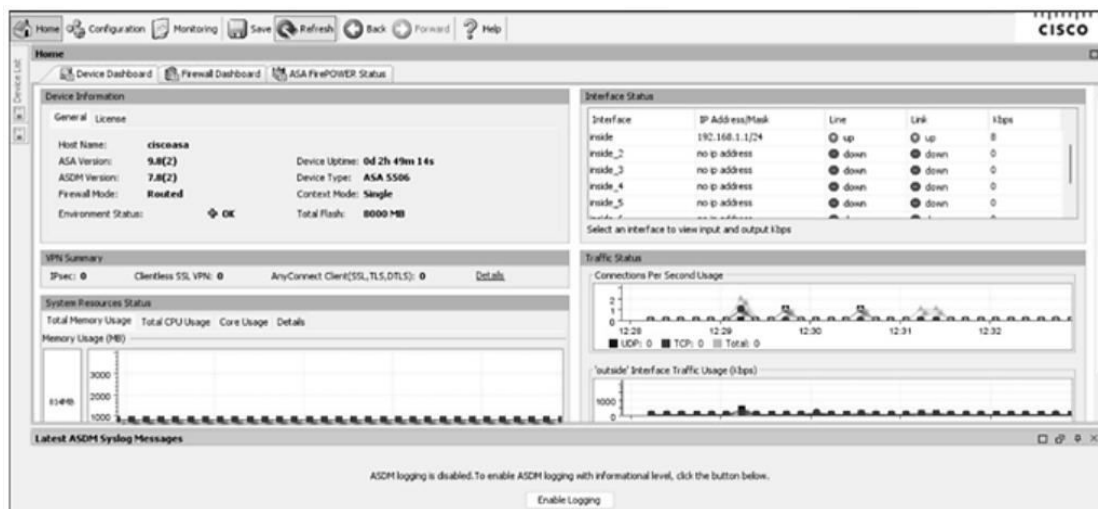 Home Configuration Monitoring Save Refresh Back Forward Help
CISCO
Device List
Home
Device Dashboard Firewall Dashboard ASA FirePOWER Status
Device Information
General License
Host Name: ciscoasa
ASA Version: 9.8(2) Device Uptime: 0d 2h 49m 14s
ASDM Version: 7.8(2) Device Type: ASA 5506
Firewall Mode: Routed Context Mode: Single
Environment Status: OK Total Flash: 8000 MB
Interface Status
Interface IP Address/Mask Line Link Kbps
inside 192.168.1.1/24 up up 8
inside_2 no ip address down down 0
inside_3 no ip address down down 0
inside_4 no ip address down down 0
inside_5 no ip address down down 0
Select an interface to view input and output Kbps
VPN Summary
IPsec: 0 Clientless SSL VPN: 0 AnyConnect Client(SSL,TLS,DTLS): 0 Details
System Resources Status
Total Memory Usage Total CPU Usage Core Usage Details
Memory Usage (MB)
3000
2000
1000
814MB
Traffic Status
Connections Per Second Usage
2
1
0
12:28 12:29 12:30 12:31 12:32
UDP: 0 TCP: 0 Total: 0
'outside' Interface Traffic Usage (Kbps)
1000
0
Latest ASDM Syslog Messages
ASDM logging is disabled.To enable ASDM logging with informational level, click the button below.
Enable Logging